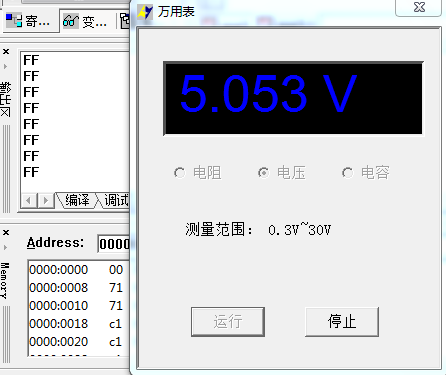 寄...
变...
FF
FF
FF
FF
FF
FF
FF
FF
编译
调试
Address:
0000
Memory
0000:0000 00
0000:0008 71
0000:0010 71
0000:0018 c1
0000:0020 c1
万用表
5.053 V
电阻
电压
电容
测量范围: 0.3V~30V
运行
停止